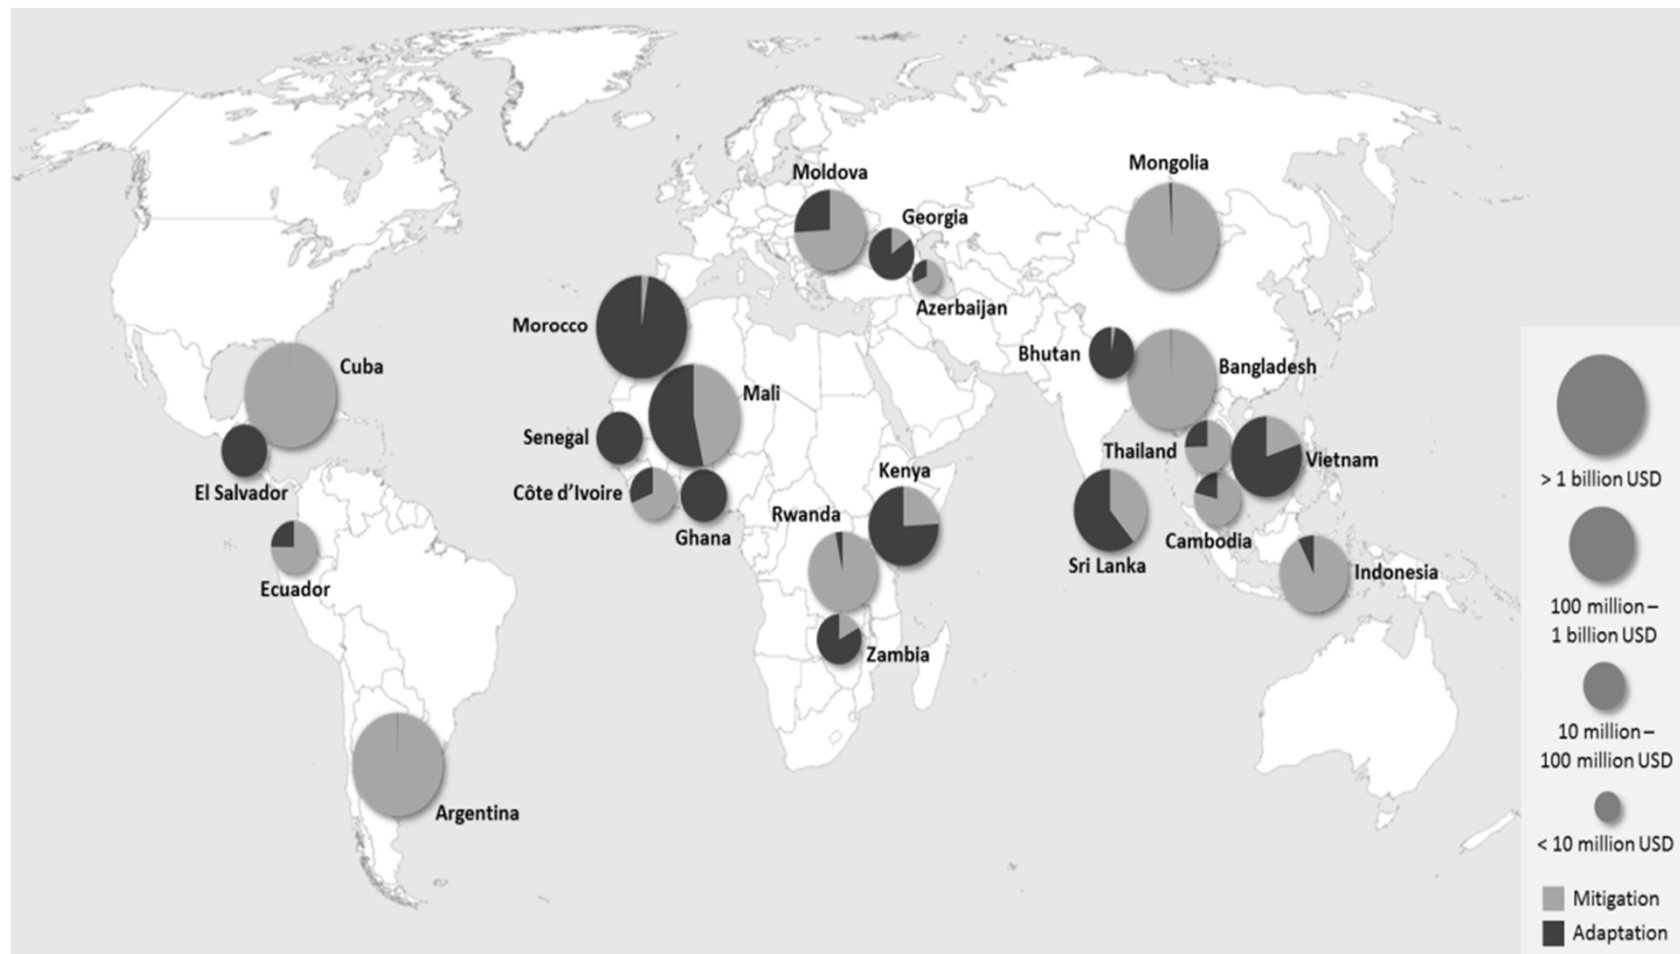 Mongolia
Moldova
Georgia
Azerbaijan
Morocco
Bhutan
Cuba
Bangladesh
Mali
Senegal
Thailand
Vietnam
Kenya
El Salvador
Côte d'Ivoire
Rwanda
Ghana
Cambodia
Sri Lanka
Indonesia
Ecuador
Zambia
Argentina
> 1 billion USD
100 million –
1 billion USD
10 million –
100 million USD
< 10 million USD
Mitigation
Adaptation